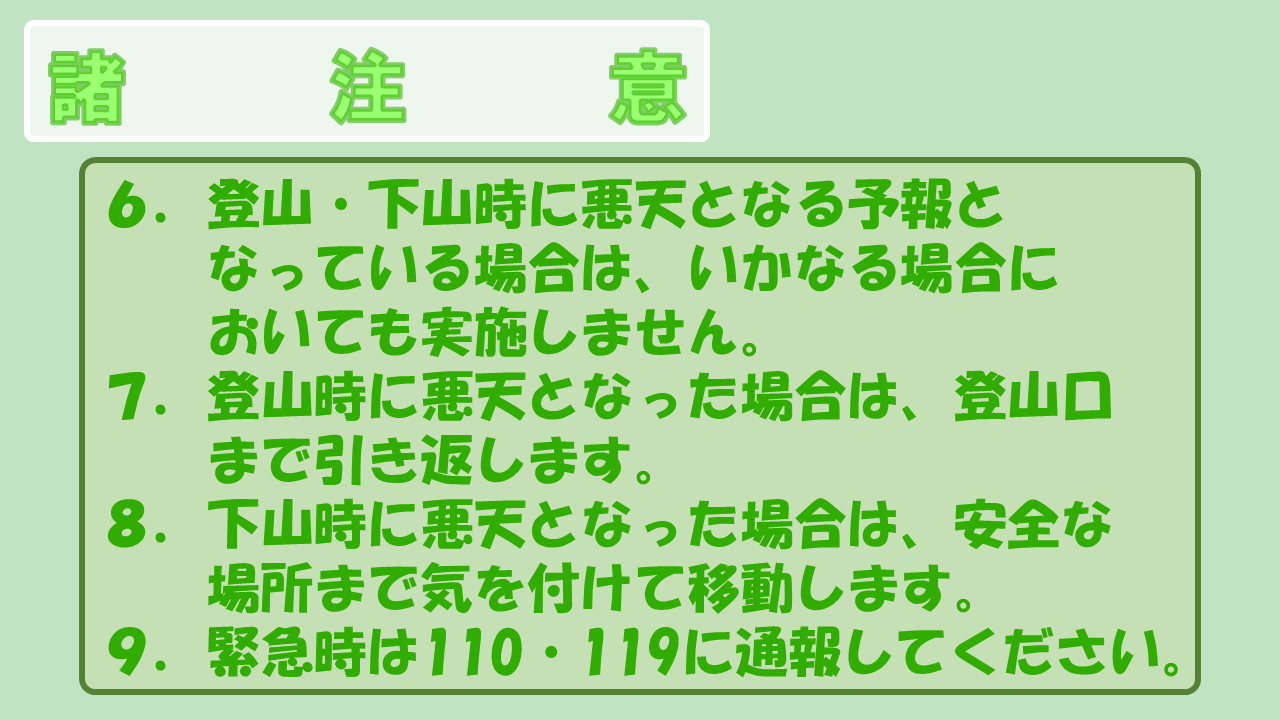 諸注意
6. 登山・下山時に悪天となる予報と
なっている場合は、いかなる場合に
おいても実施しません。
7. 登山時に悪天となった場合は、登山口
まで引き返します。
8. 下山時に悪天となった場合は、安全な
場所まで気を付けて移動します。
9. 緊急時は110・119に通報してください。